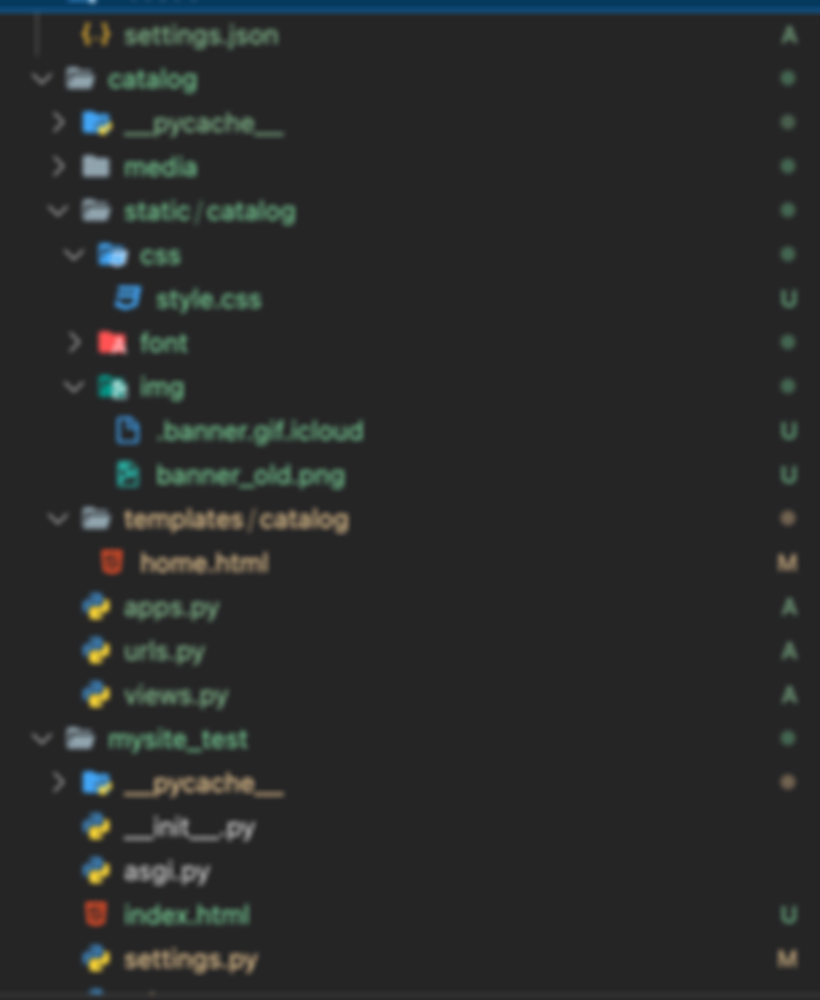 settings.json A
catalog
__pycache__
media
static/catalog
css
style.css U
font
img
.banner.gif.icloud U
banner_old.png U
templates/catalog
home.html M
apps.py A
urls.py A
views.py A
mysite_test
__pycache__
__init__.py
asgi.py
index.html U
settings.py M